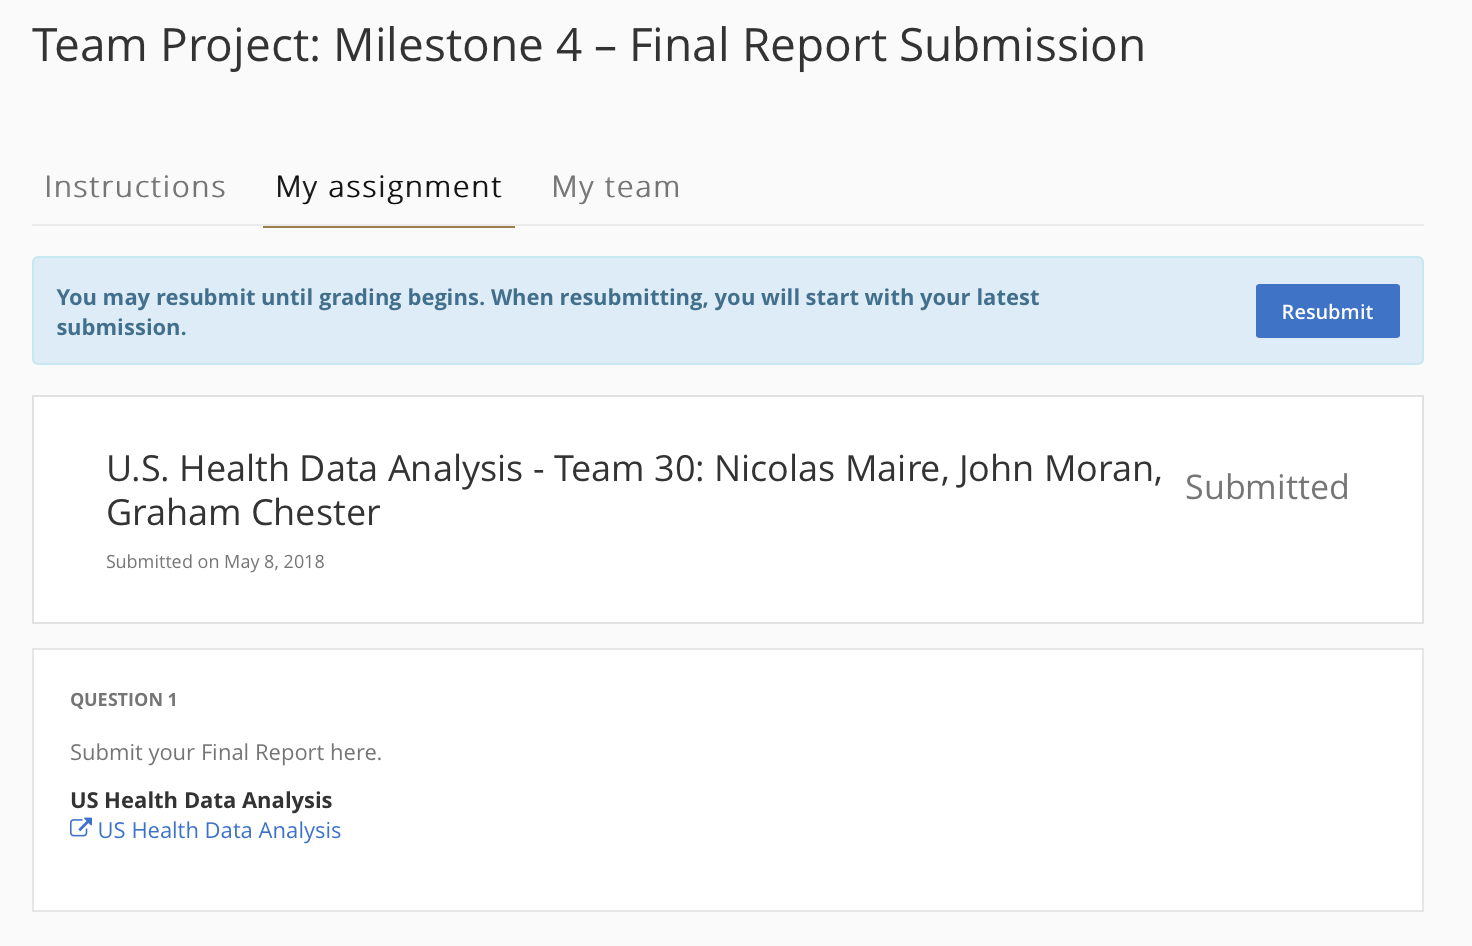 Team Project: Milestone 4 – Final Report Submission
Instructions
My assignment
My team
You may resubmit until grading begins. When resubmitting, you will start with your latest
submission.
Resubmit
U.S. Health Data Analysis - Team 30: Nicolas Maire, John Moran,
Graham Chester
Submitted
Submitted on May 8, 2018
QUESTION 1
Submit your Final Report here.
US Health Data Analysis
US Health Data Analysis